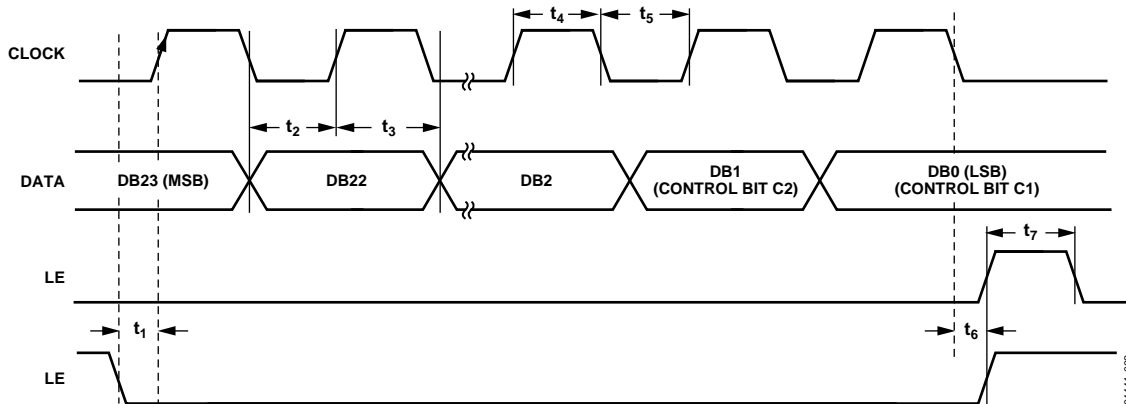 t4
t5
CLOCK
t2
t3
DATA
DB23 (MSB)
DB22
DB2
DB1
(CONTROL BIT C2)
DB0 (LSB)
(CONTROL BIT C1)
t7
LE
t1
t6
LE